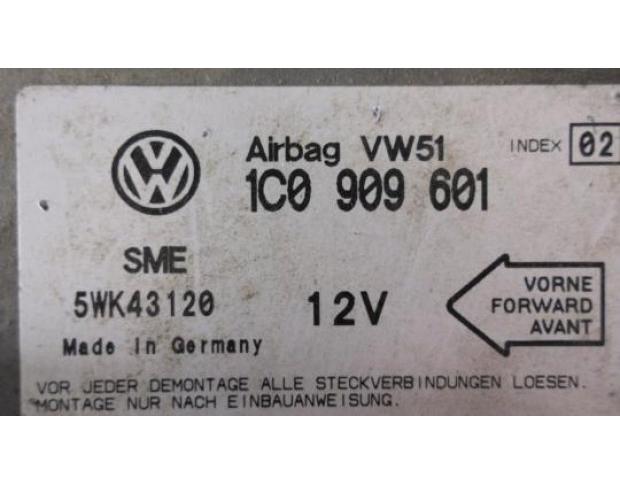 VW
Airbag VW51 INDEX 02
1C0 909 601
SME
5WK43120 12V
Made In Germany
VORNE
FORWARD
AVANT
VOR JEDER DEMONTAGE ALLE STECKVERBINDUNGEN LOESEN.
MONTAGE NUR NACH EINBAUANWEISUNG.